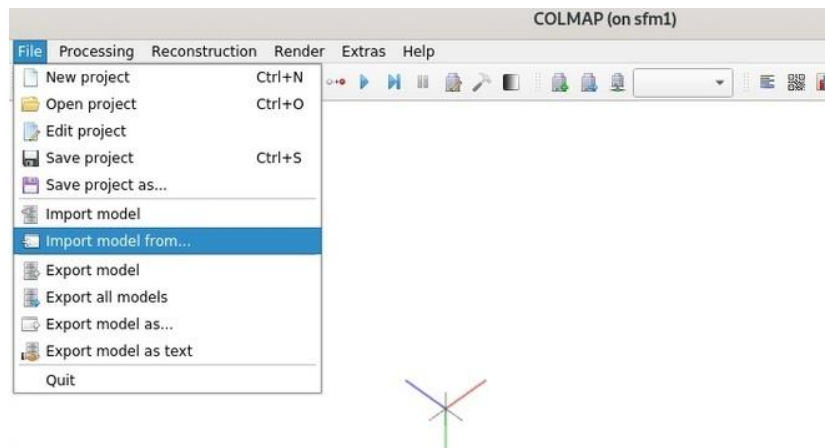 COLMAP (on sfm1)
File Processing Reconstruction Render Extras Help
New project Ctrl+N
Open project Ctrl+O
Edit project
Save project Ctrl+S
Save project as...
Import model
Import model from...
Export model
Export all models
Export model as...
Export model as text
Quit